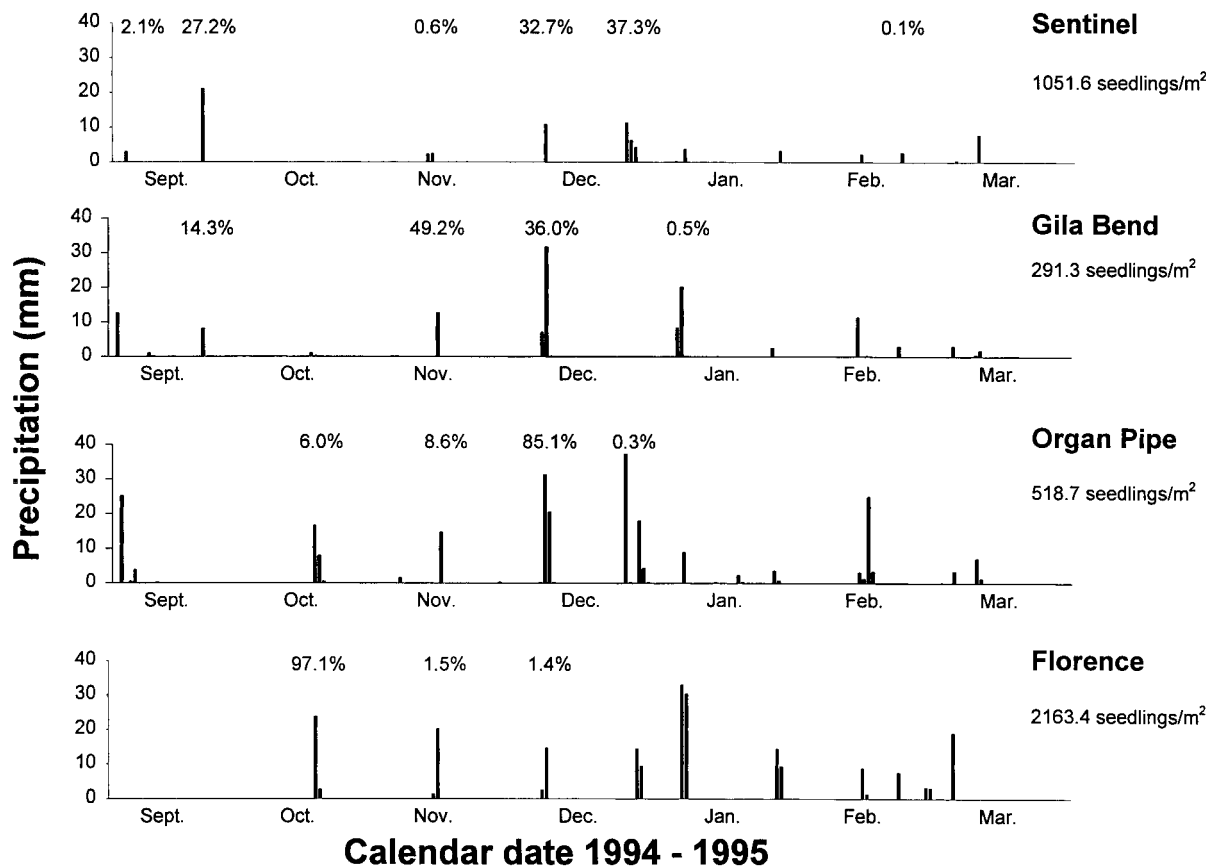 Precipitation (mm)
40 2.1% 27.2% 0.6% 32.7% 37.3% 0.1% Sentinel
30
1051.6 seedlings/m²
20
10
0
Sept. Oct. Nov. Dec. Jan. Feb. Mar.
40 14.3% 49.2% 36.0% 0.5% Gila Bend
30
291.3 seedlings/m²
20
10
0
Sept. Oct. Nov. Dec. Jan. Feb. Mar.
40 6.0% 8.6% 85.1% 0.3% Organ Pipe
30
518.7 seedlings/m²
20
10
0
Sept. Oct. Nov. Dec. Jan. Feb. Mar.
40 97.1% 1.5% 1.4% Florence
30
2163.4 seedlings/m²
20
10
0
Sept. Oct. Nov. Dec. Jan. Feb. Mar.
Calendar date 1994 - 1995